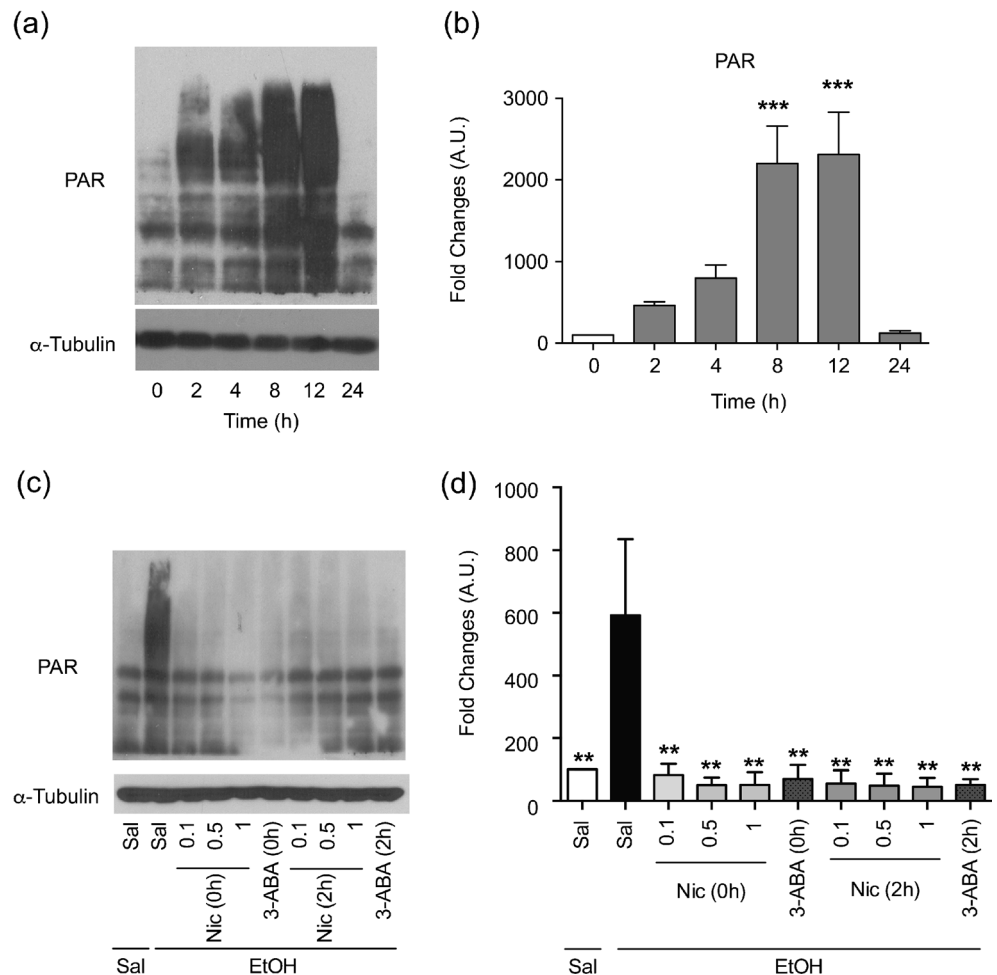 (a)
PAR
α-Tubulin
0 2 4 8 12 24
Time (h)
(b)
PAR
Fold Changes (A.U.)
3000
2000
1000
0
*** ***
0 2 4 8 12 24
Time (h)
(c)
PAR
α-Tubulin
Sal Sal 0.1 0.5 1 3-ABA (0h) 0.1 0.5 1 3-ABA (2h)
Nic (0h) Nic (2h)
Sal EtOH
(d)
Fold Changes (A.U.)
1000
800
600
400
200
0
** ** ** ** ** ** ** ** **
Sal Sal 0.1 0.5 1 3-ABA (0h) 0.1 0.5 1 3-ABA (2h)
Nic (0h) Nic (2h)
Sal EtOH